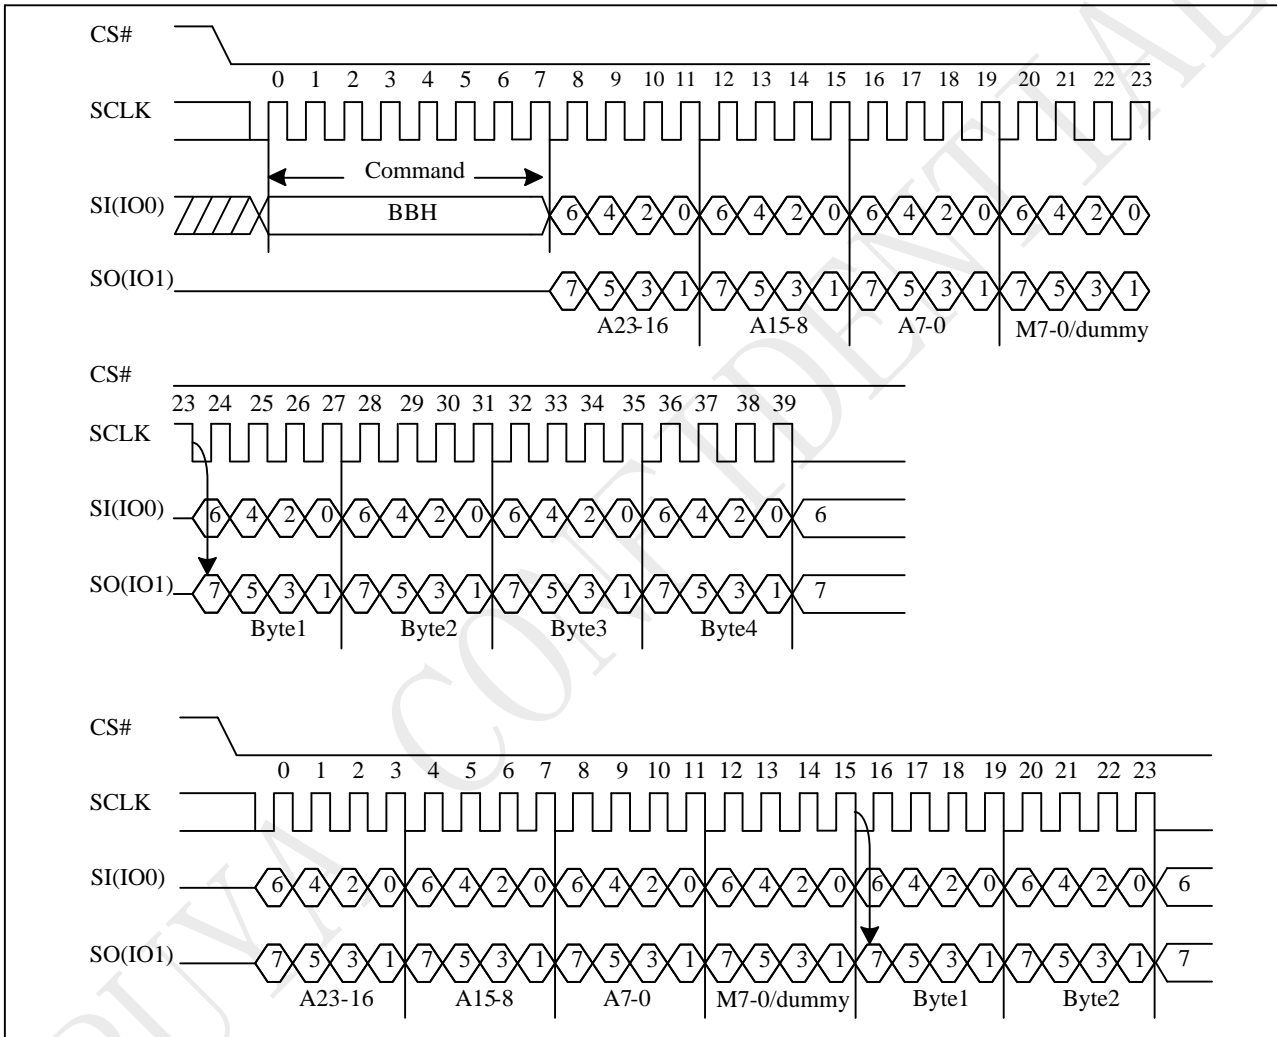 CS#
0 1 2 3 4 5 6 7 8 9 10 11 12 13 14 15 16 17 18 19 20 21 22 23
SCLK
Command
SI(IO0) BBH 6 4 2 0 6 4 2 0 6 4 2 0 6 4 2 0
SO(IO1) 7 5 3 1 7 5 3 1 7 5 3 1 7 5 3 1
A23-16 A15-8 A7-0 M7-0/dummy
CS#
23 24 25 26 27 28 29 30 31 32 33 34 35 36 37 38 39
SCLK
SI(IO0) 6 4 2 0 6 4 2 0 6 4 2 0 6 4 2 0 6
SO(IO1) 7 5 3 1 7 5 3 1 7 5 3 1 7 5 3 1 7
Byte1 Byte2 Byte3 Byte4
CS#
0 1 2 3 4 5 6 7 8 9 10 11 12 13 14 15 16 17 18 19 20 21 22 23
SCLK
SI(IO0) 6 4 2 0 6 4 2 0 6 4 2 0 6 4 2 0 6 4 2 0 6 4 2 0 6
SO(IO1) 7 5 3 1 7 5 3 1 7 5 3 1 7 5 3 1 7 5 3 1 7 5 3 1 7
A23-16 A15-8 A7-0 M7-0/dummy Byte1 Byte2
PUYA CONFIDENTIAL